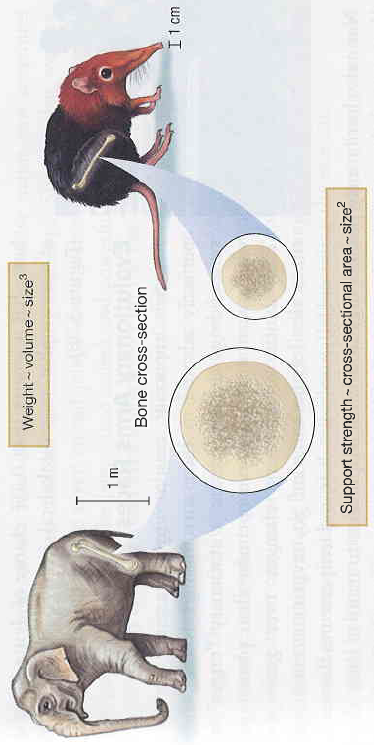 Weight ~ volume ~ size³
1 m
Bone cross-section
1 cm
Support strength ~ cross-sectional area ~ size²